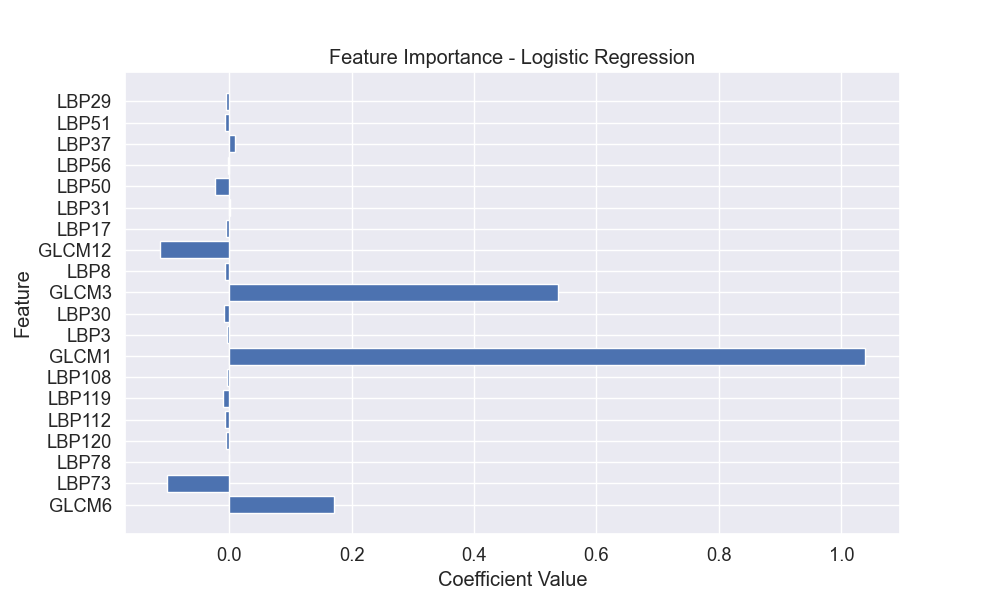 Feature Importance - Logistic Regression
Feature
LBP29
LBP51
LBP37
LBP56
LBP50
LBP31
LBP17
GLCM12
LBP8
GLCM3
LBP30
LBP3
GLCM1
LBP108
LBP119
LBP112
LBP120
LBP78
LBP73
GLCM6
0.0 0.2 0.4 0.6 0.8 1.0
Coefficient Value